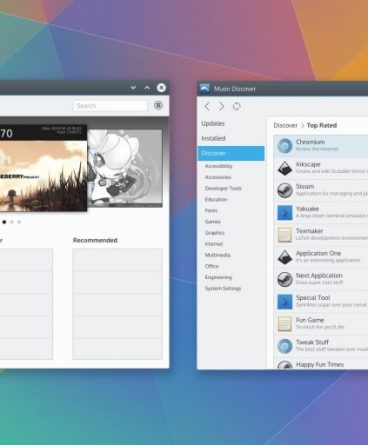 Search
70
EBERRY PROJECT
Recommended
Muon Discover
Updates
Installed
Discover
Accessibility
Accessories
Developer Tools
Education
Fonts
Games
Graphics
Internet
Multimedia
Office
Engineering
System Settings
Discover > Top Rated
Chromium
Access the Internet
Inkscape
Create and edit Scalable Vector
Steam
Application for managing and
Yakuake
A drop-down terminal emulator
Texmaker
LaTeX development environment
Application One
It's an interesting application
Next Application
Does super cool stuff
Special Tool
Sprinkles sugar over your
Fun Game
So much fun you'll die
Tweak Stuff
The best stuff tweaker ever
Happy Fun Times